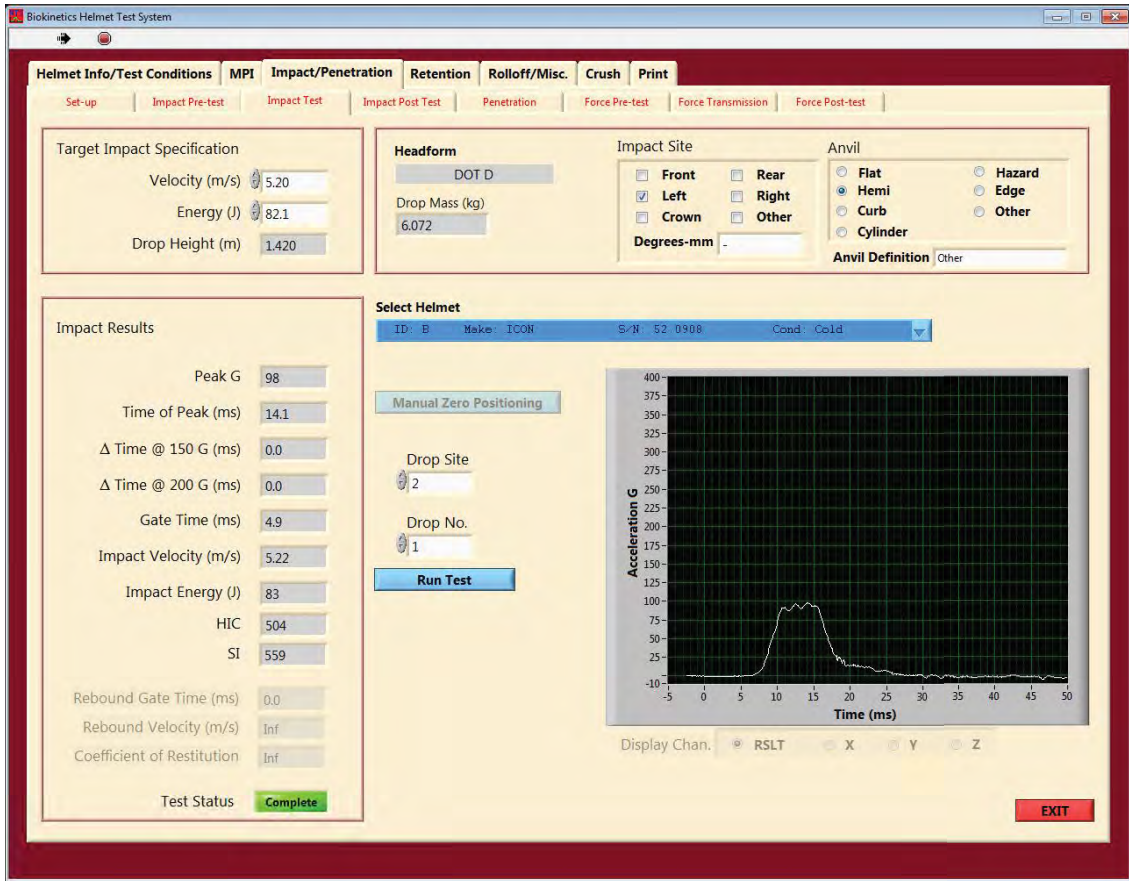 Biokinetics Helmet Test System
Helmet Info/Test Conditions MPI Impact/Penetration Retention Rolloff/Misc. Crush Print
Set-up Impact Pre-test Impact Test Impact Post Test Penetration Force Pre-test Force Transmission Force Post-test
Target Impact Specification
Velocity (m/s) 5.20
Energy (J) 82.1
Drop Height (m) 1.420
Headform
DOT D
Drop Mass (kg)
6.072
Impact Site
Front Rear
Left Right
Crown Other
Degrees-mm -
Anvil
Flat Hazard
Hemi Edge
Curb Other
Cylinder
Anvil Definition Other
Impact Results
Peak G 98
Time of Peak (ms) 14.1
Δ Time @ 150 G (ms) 0.0
Δ Time @ 200 G (ms) 0.0
Gate Time (ms) 4.9
Impact Velocity (m/s) 5.22
Impact Energy (J) 83
HIC 504
SI 559
Rebound Gate Time (ms) 0.0
Rebound Velocity (m/s) Inf
Coefficient of Restitution Inf
Test Status Complete
Select Helmet
ID: B Make: ICON S/N: 52 0908 Cond: Cold
Manual Zero Positioning
Drop Site
2
Drop No.
1
Run Test
Acceleration G
400
375
350
325
300
275
250
225
200
175
150
125
100
75
50
25
-10
-5 0 5 10 15 20 25 30 35 40 45 50
Time (ms)
Display Chan. RSLT X Y Z
EXIT